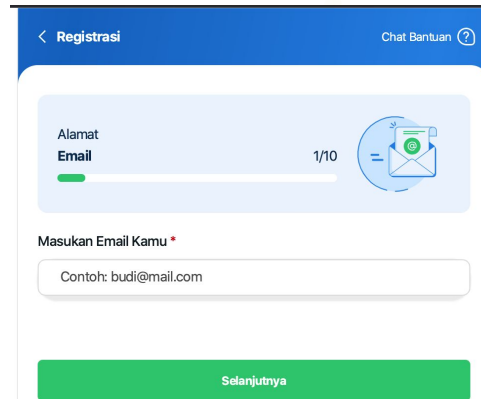 Registrasi
Chat Bantuan ?
Alamat
Email
1/10
@
Masukan Email Kamu *
Contoh: budi@mail.com
Selanjutnya